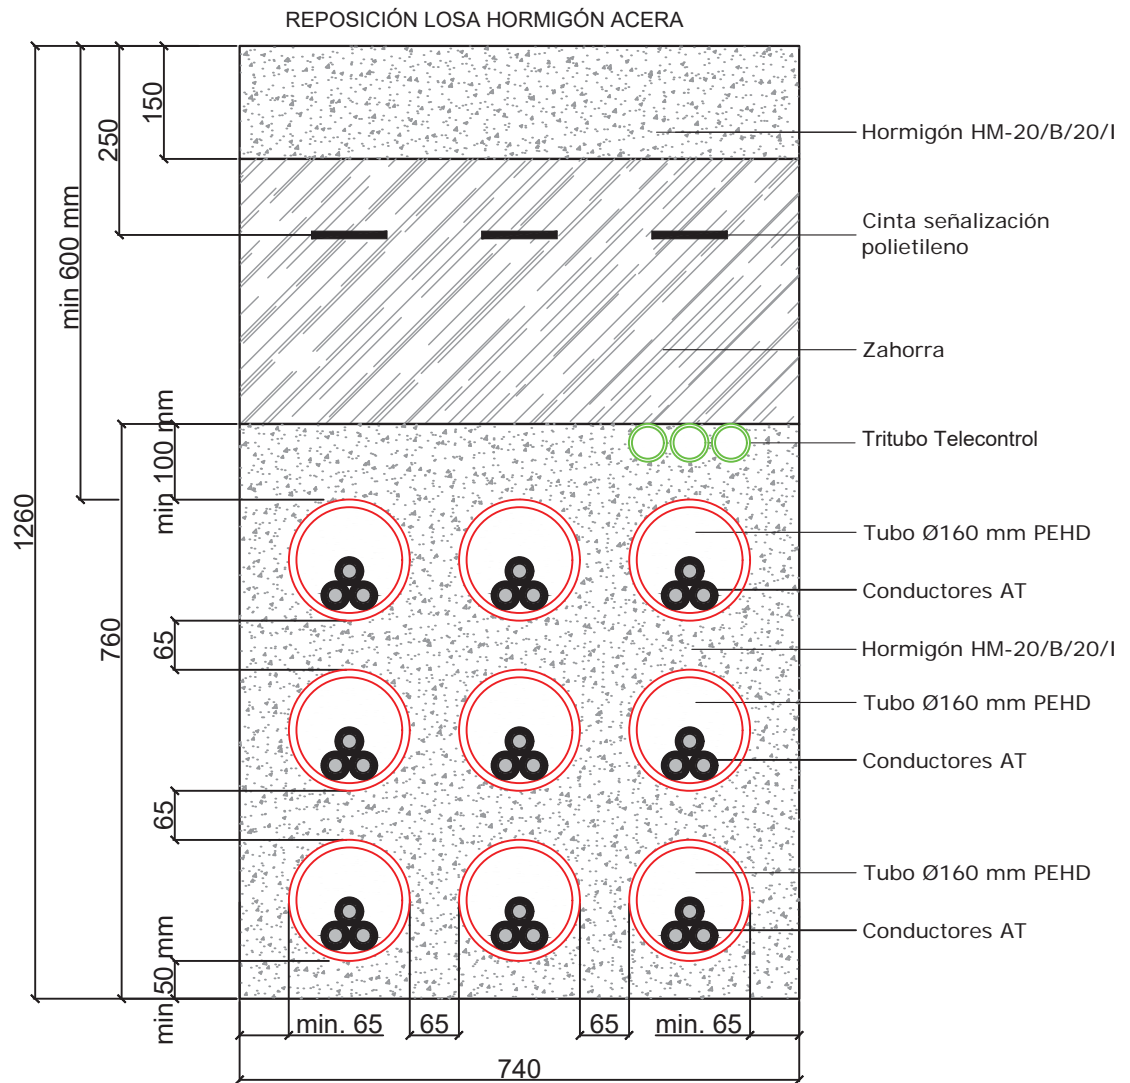 REPOSICIÓN LOSA HORMIGÓN ACERA
150
250
min 600 mm
1260
Hormigón HM-20/B/20/I
Cinta señalización
polietileno
Zahorra
min 100 mm
Tritubo Telecontrol
Tubo Ø160 mm PEHD
Conductores AT
760
65
Hormigón HM-20/B/20/I
Tubo Ø160 mm PEHD
Conductores AT
65
Tubo Ø160 mm PEHD
Conductores AT
min 50 mm
min. 65
65
65
min. 65
740